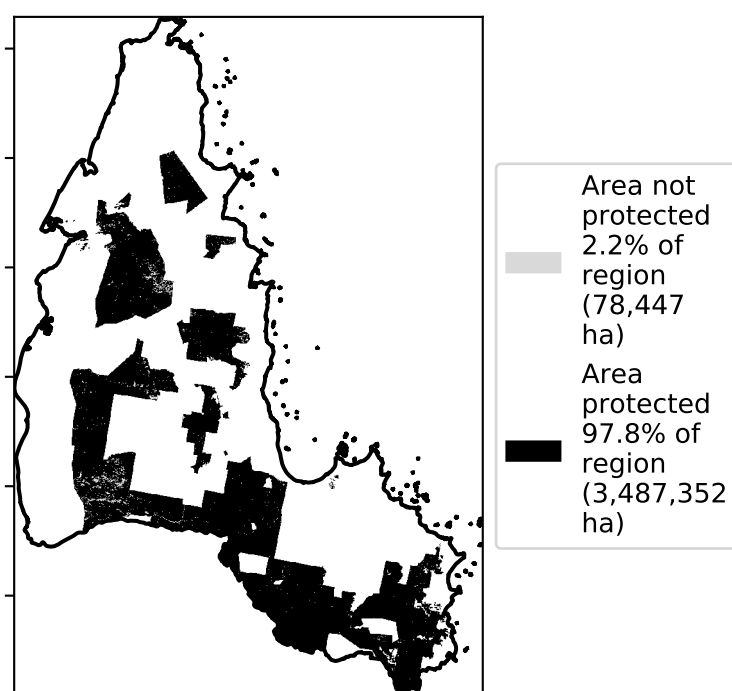 Area not
protected
2.2% of
region
(78,447
ha)
Area
protected
97.8% of
region
(3,487,352
ha)